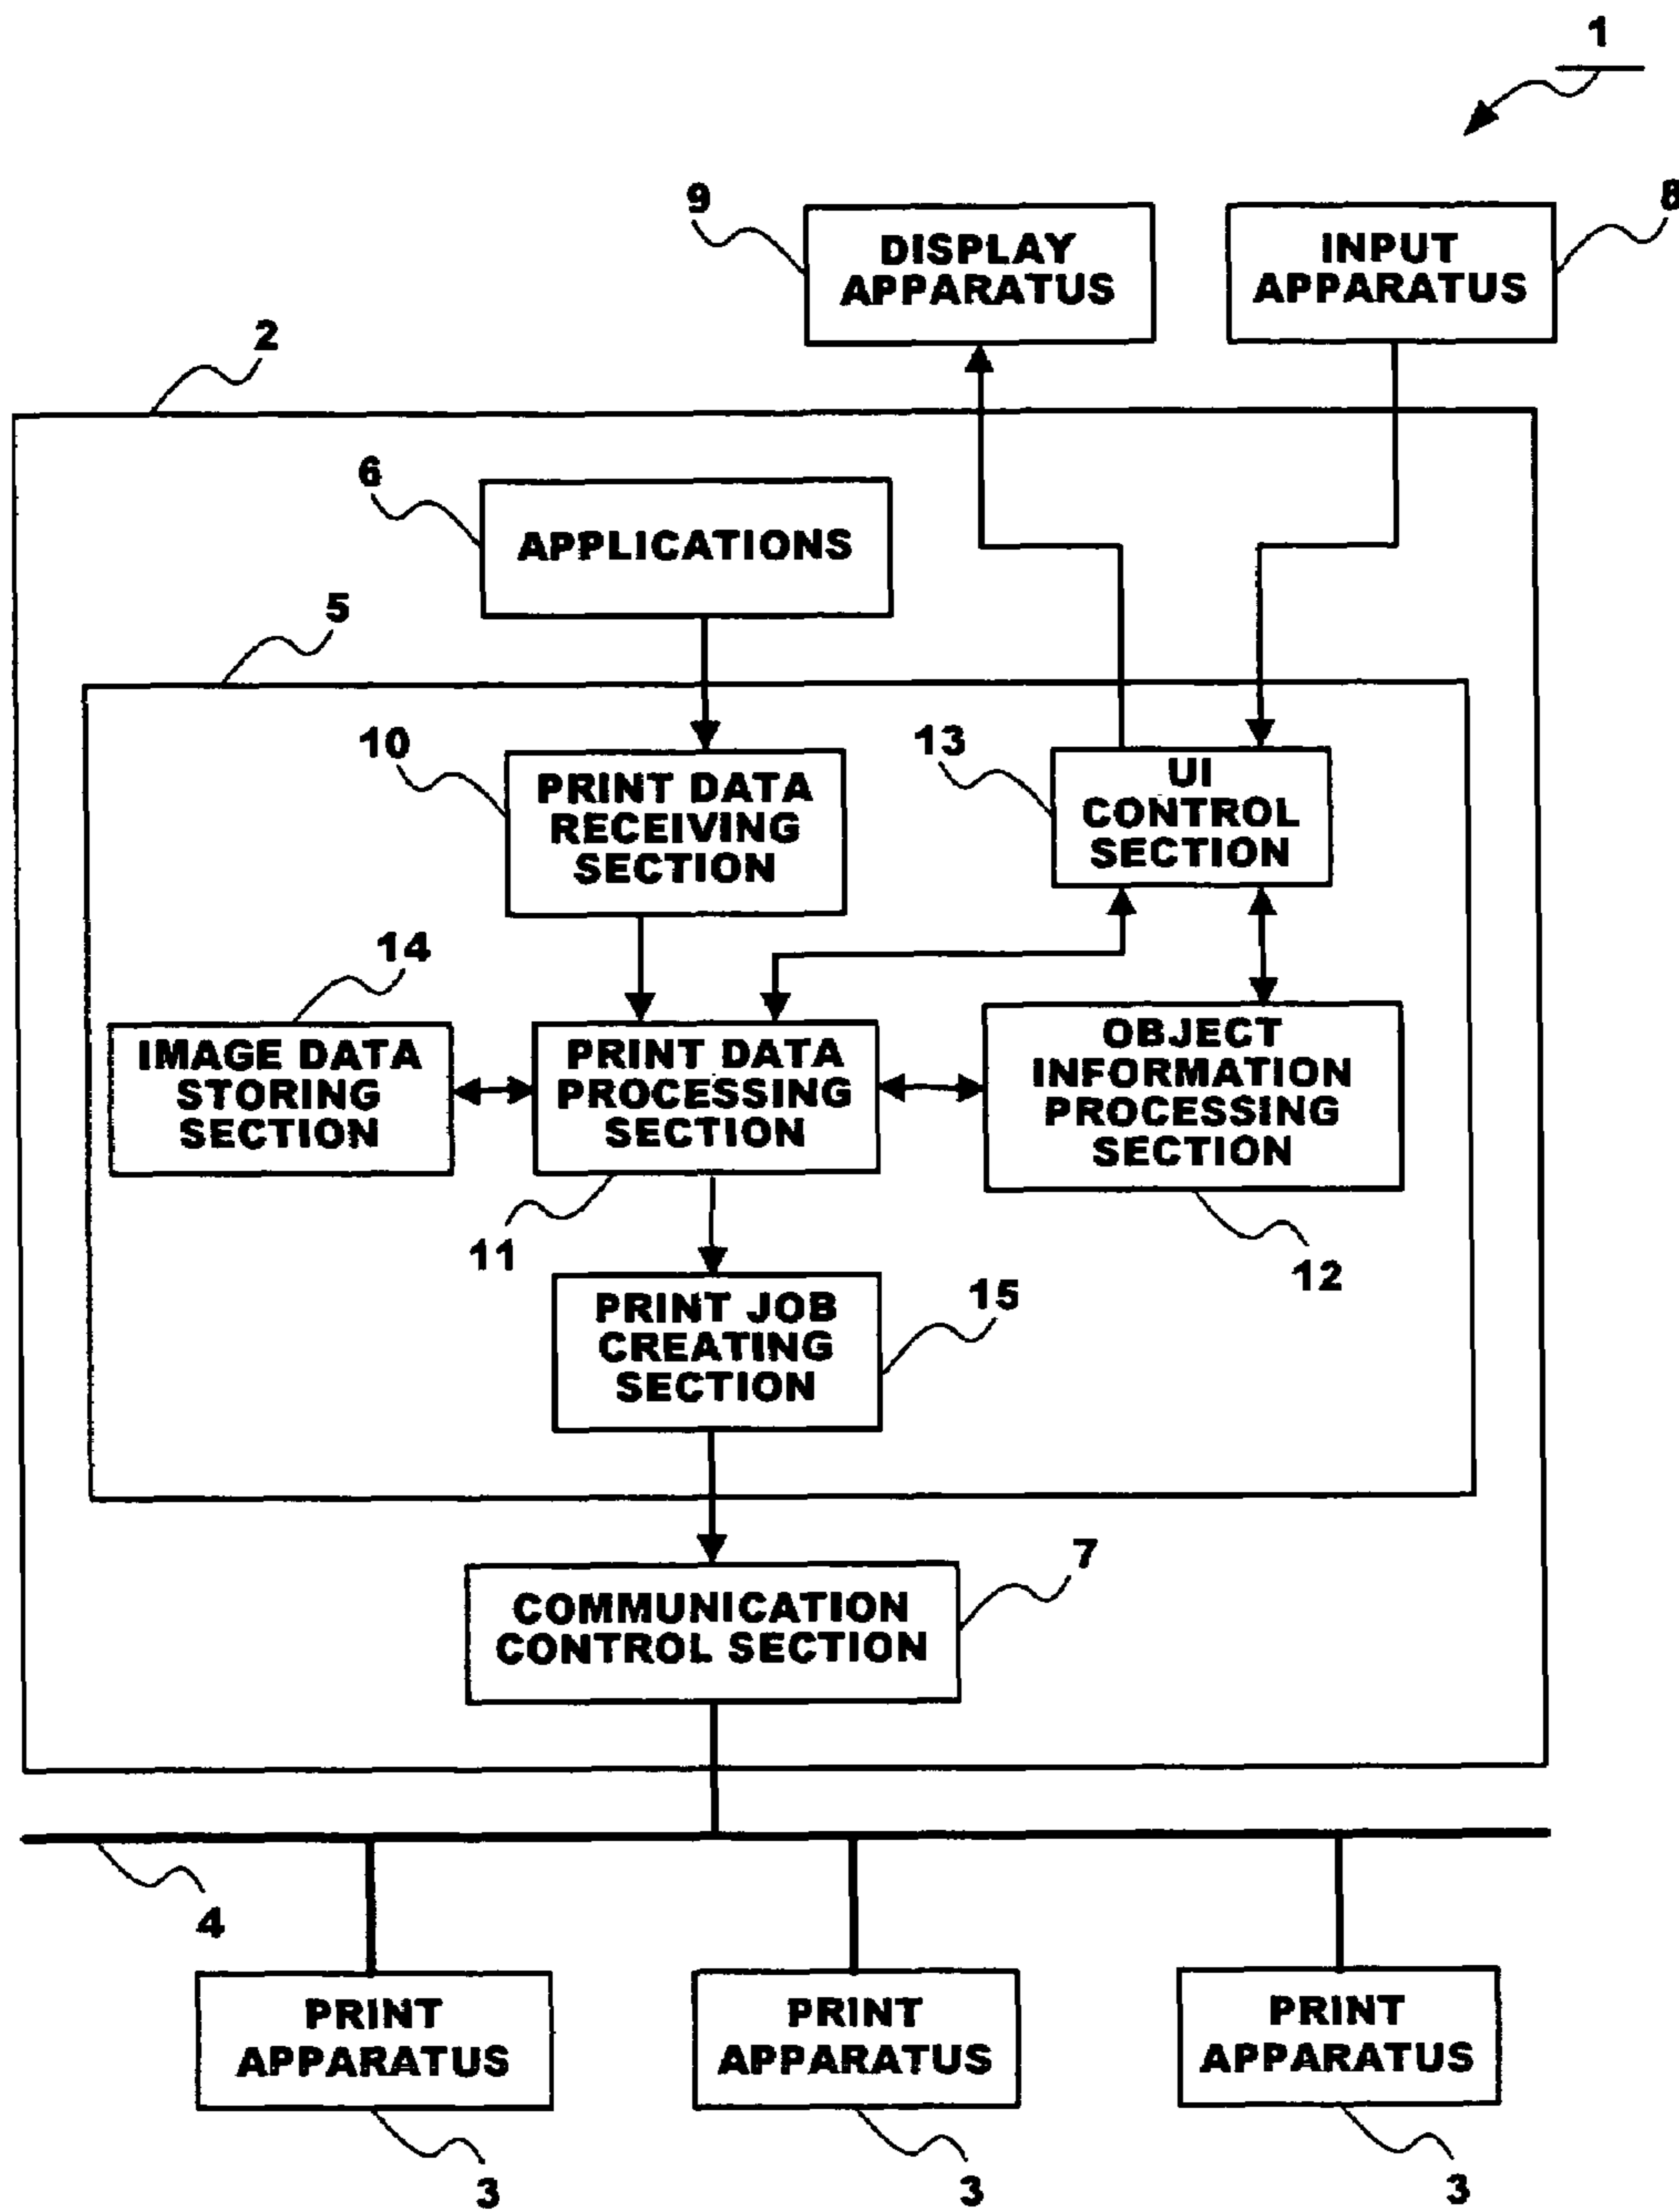 1
9
DISPLAY
APPARATUS
INPUT
APPARATUS
8
2
6
APPLICATIONS
5
10
PRINT DATA
RECEIVING
SECTION
13
UI
CONTROL
SECTION
14
IMAGE DATA
STORING
SECTION
PRINT DATA
PROCESSING
SECTION
OBJECT
INFORMATION
PROCESSING
SECTION
11
12
PRINT JOB
CREATING
SECTION
15
COMMUNICATION
CONTROL SECTION
7
4
PRINT
APPARATUS
PRINT
APPARATUS
PRINT
APPARATUS
3
3
3